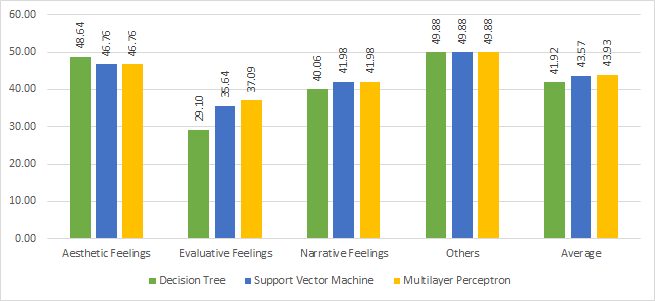 60.00
50.00
40.00
30.00
20.00
10.00
0.00
48.64 46.76 46.76
29.10 35.64 37.09
40.06 41.98 41.98
49.88 49.88 49.88
41.92 43.57 43.93
Aesthetic Feelings Evaluative Feelings Narrative Feelings Others Average
Decision Tree Support Vector Machine Multilayer Perceptron